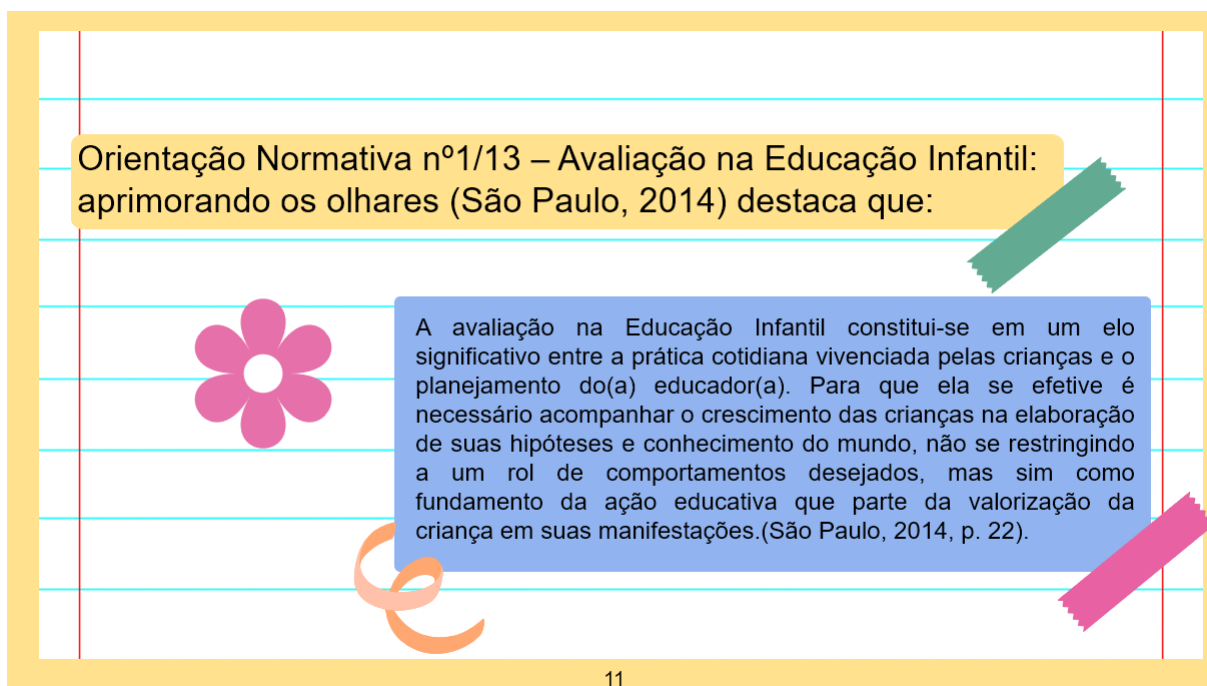 Orientação Normativa nº1/13 – Avaliação na Educação Infantil:
aprimorando os olhares (São Paulo, 2014) destaca que:
A avaliação na Educação Infantil constitui-se em um elo
significativo entre a prática cotidiana vivenciada pelas crianças e o
planejamento do(a) educador(a). Para que ela se efetive é
necessário acompanhar o crescimento das crianças na elaboração
de suas hipóteses e conhecimento do mundo, não se restringindo
a um rol de comportamentos desejados, mas sim como
fundamento da ação educativa que parte da valorização da
criança em suas manifestações.(São Paulo, 2014, p. 22).
11